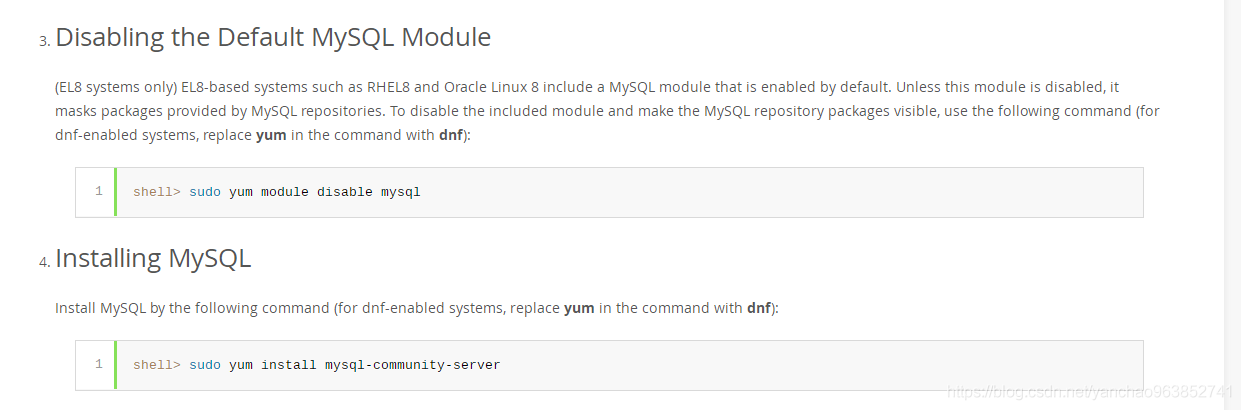 3. Disabling the Default MySQL Module
(EL8 systems only) EL8-based systems such as RHEL8 and Oracle Linux 8 include a MySQL module that is enabled by default. Unless this module is disabled, it
masks packages provided by MySQL repositories. To disable the included module and make the MySQL repository packages visible, use the following command (for
dnf-enabled systems, replace yum in the command with dnf):
1 shell> sudo yum module disable mysql
4. Installing MySQL
Install MySQL by the following command (for dnf-enabled systems, replace yum in the command with dnf):
1 shell> sudo yum install mysql-community-server
https://blog.csdn.net/yanchao963852741